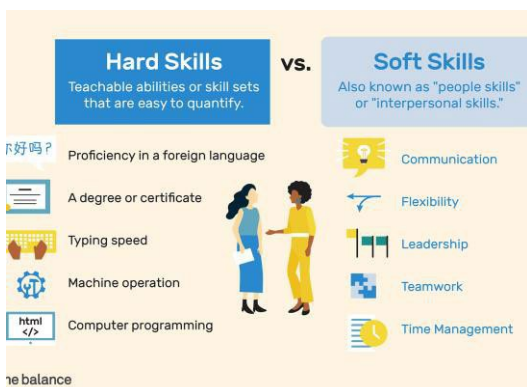 Hard Skills
Teachable abilities or skill sets
that are easy to quantify.
vs.
Soft Skills
Also known as "people skills"
or "interpersonal skills."
好吗?
Proficiency in a foreign language
A degree or certificate
Typing speed
Machine operation
html
</>
Computer programming
Communication
Flexibility
Leadership
Teamwork
Time Management
balance